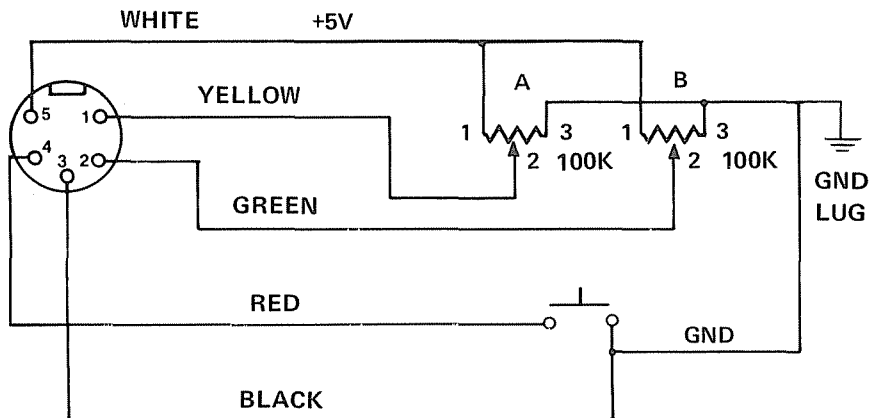 WHITE +5V
YELLOW A B
5 1
4 3 2
1 3 1 3
2 100K 2 100K
GND
LUG
GREEN
RED
GND
BLACK